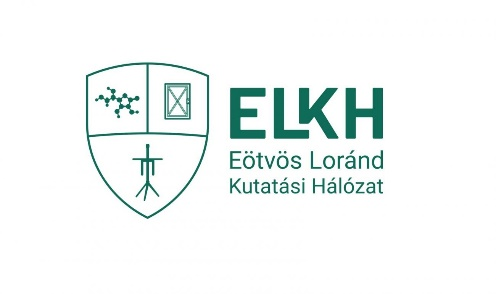 ELKH
Eötvös Loránd
Kutatási Hálózat